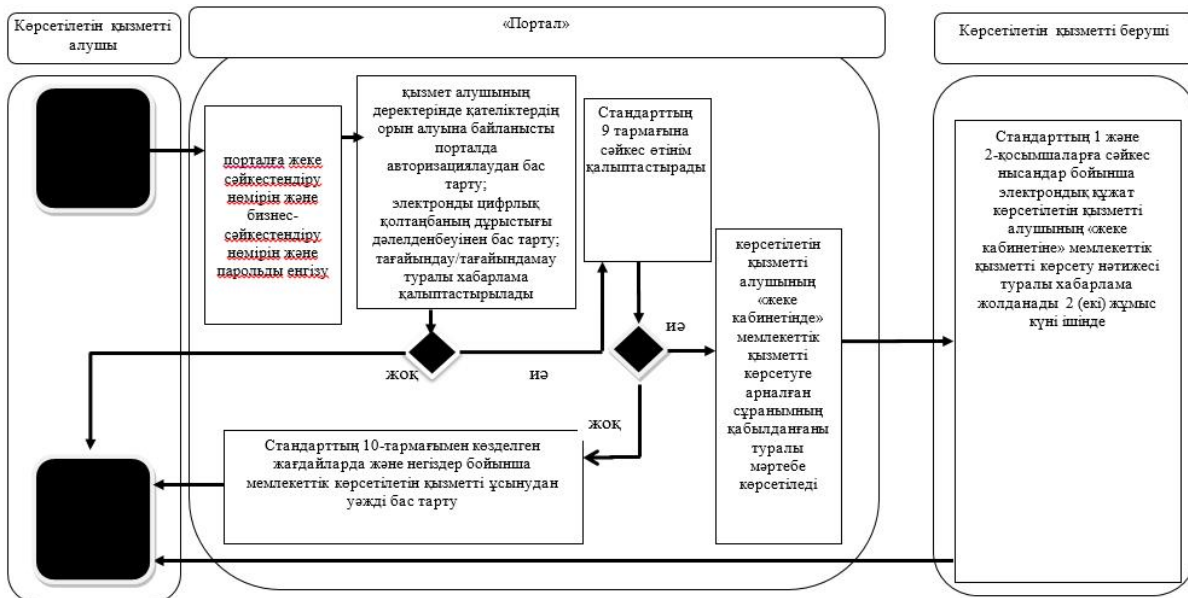 Көрсетілетін қызметті
алушы
«Портал»
Көрсетілетін қызметті беруші
порталға жеке
сәйкестендіру
нөмірін және
бизнес-
сәйкестендіру
нөмірін және
парольды енгізу
қызмет алушының
деректерінде қателіктердің
орын алуына байланысты
порталда
авторизациялаудан бас
тарту;
электронды цифрлық
қолтаңбаның дұрыстығы
дәлелденбеуінен бас тарту;
тағайындау/тағайындамау
туралы хабарлама
қалыптастырылады
Стандарттың
9 тармағына
сәйкес өтінім
қалыптастырады
көрсетілетін
қызметті
алушының
«жеке
кабинетінде»
мемлекеттік
қызметті
көрсетуге
арналған
сұранымның
қабылданғаны
туралы
мәртебе
көрсетіледі
Стандарттың 1 және
2-қосымшаларға сәйкес
нысандар бойынша
электрондық құжат
көрсетілетін қызметті
алушының «жеке
кабинетіне» мемлекеттік
қызметті көрсету нәтижесі
туралы хабарлама
жолданады 2 (екі) жұмыс
күні ішінде
жоқ
иә
иә
жоқ
Стандарттың 10-тармағымен көзделген
жағдайларда және негіздер бойынша
мемлекеттік көрсетілетін қызметті ұсынудан
уәжді бас тарту